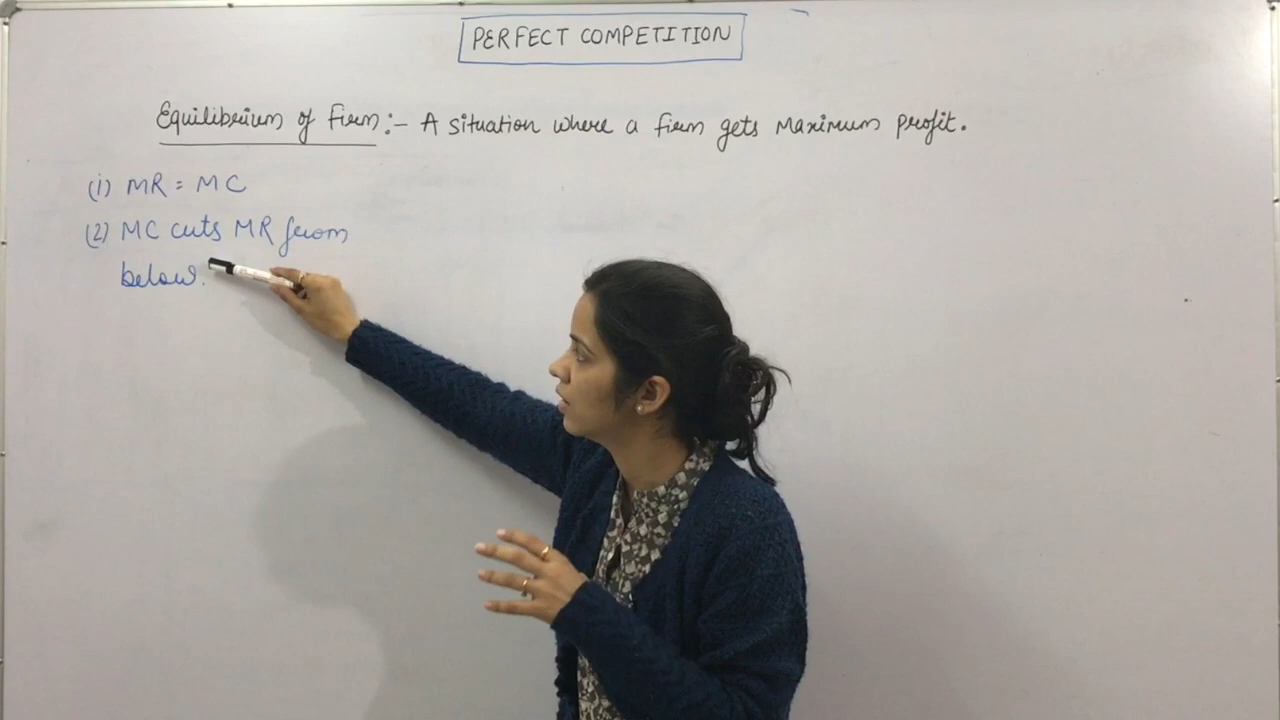 PERFECT COMPETITION
Equilibrium of Firm:- A situation where a firm gets Maximum profit.
(i) MR = MC
(2) MC cuts MR from
below.